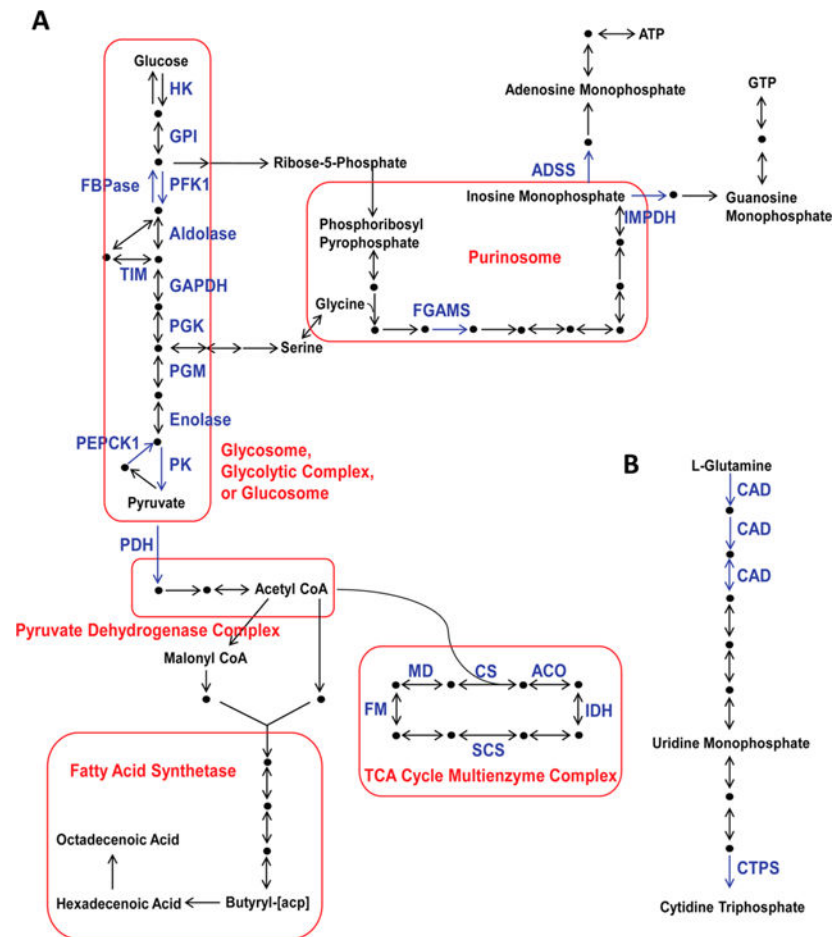 A
Glucose
HK
GPI
FBPase
PFK1
Aldolase
TIM
GAPDH
PGK
PGM
Enolase
PEPCK1
PK
Pyruvate
Glycosome,
Glycolytic Complex,
or Glucosome
Ribose-5-Phosphate
Phosphoribosyl
Pyrophosphate
Glycine
Serine
FGAMS
Purinosome
Inosine Monophosphate
IMPDH
ADSS
Adenosine Monophosphate
ATP
GTP
Guanosine
Monophosphate
PDH
Acetyl CoA
Pyruvate Dehydrogenase Complex
Malonyl CoA
MD
CS
ACO
FM
IDH
SCS
TCA Cycle Multienzyme Complex
Fatty Acid Synthetase
Octadecenoic Acid
Hexadecenoic Acid
Butyryl-[acp]
B
L-Glutamine
CAD
CAD
CAD
Uridine Monophosphate
CTPS
Cytidine Triphosphate